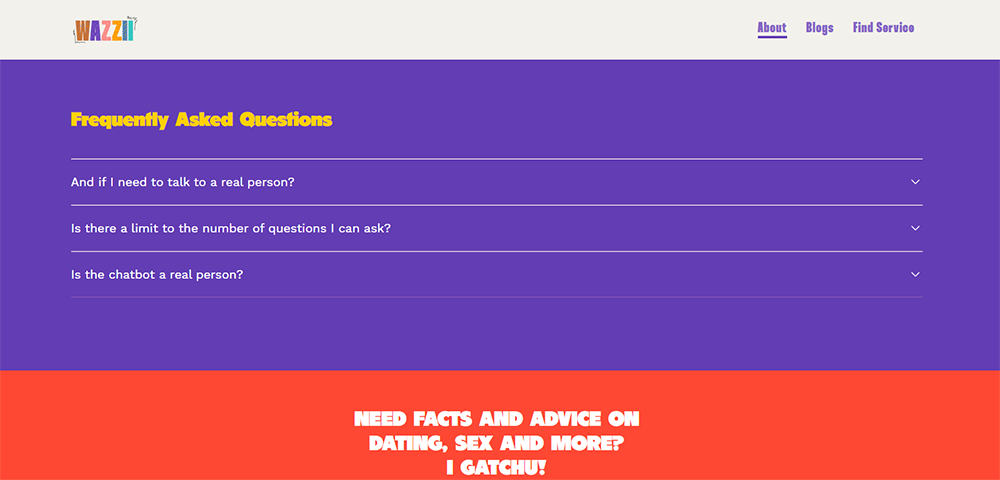 WAZZII
About
Blogs
Find Service
Frequently Asked Questions
And if I need to talk to a real person?
Is there a limit to the number of questions I can ask?
Is the chatbot a real person?
NEED FACTS AND ADVICE ON
DATING, SEX AND MORE?
I GATCHU!